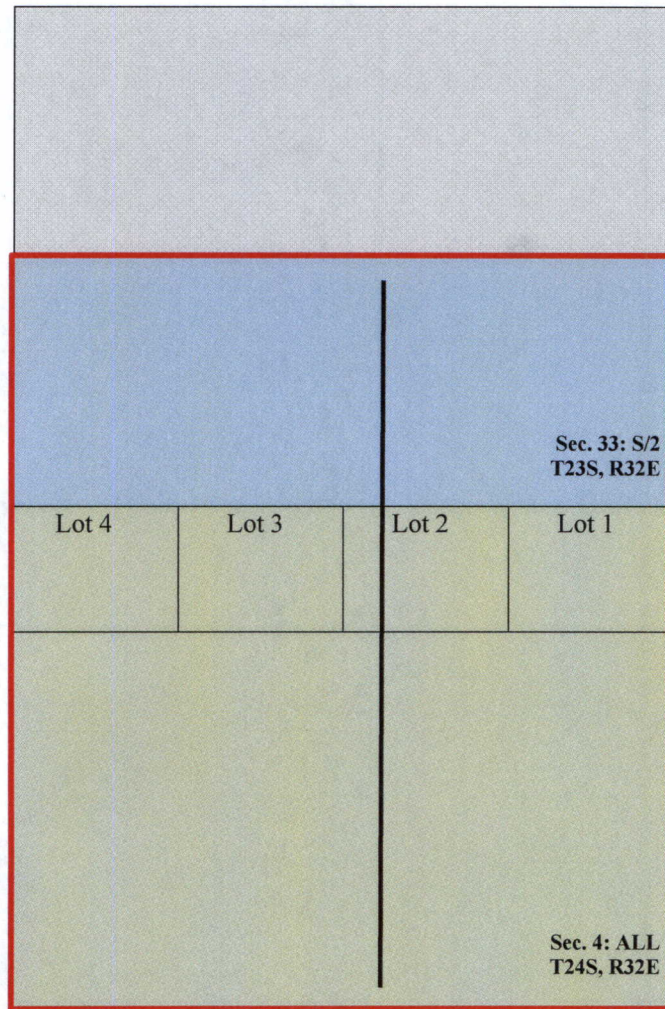 Sec. 33: S/2
T23S, R32E
Lot 4 Lot 3 Lot 2 Lot 1
Sec. 4: ALL
T24S, R32E